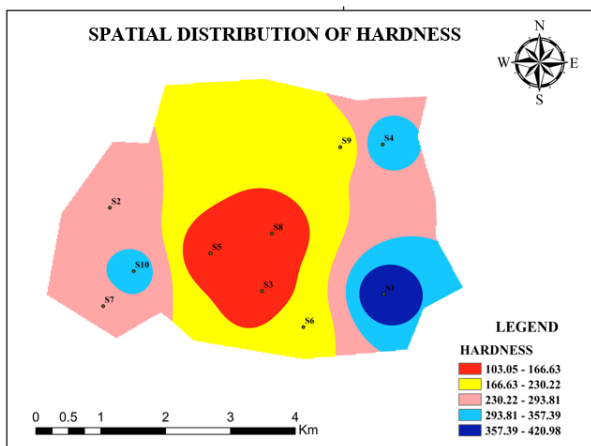 SPATIAL DISTRIBUTION OF HARDNESS
N
W E
S
S9
S4
S2
S8
S5
S10
S3
S1
S7
S6
LEGEND
HARDNESS
103.05 - 166.63
166.63 - 230.22
230.22 - 293.81
293.81 - 357.39
357.39 - 420.98
0 0.5 1 2 3 4
Km